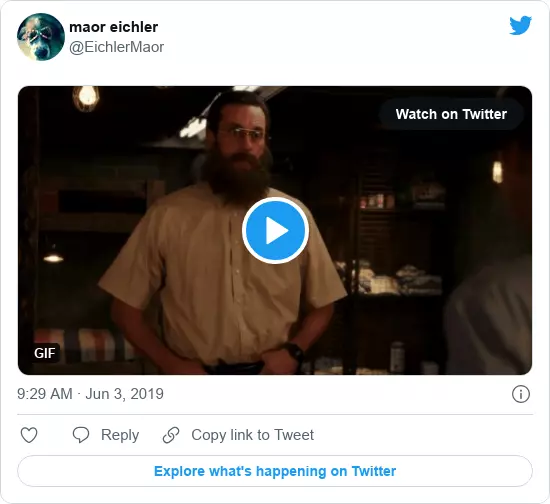 maor eichler
@EichlerMaor
Watch on Twitter
GIF
9:29 AM · Jun 3, 2019
Reply
Copy link to Tweet
Explore what's happening on Twitter